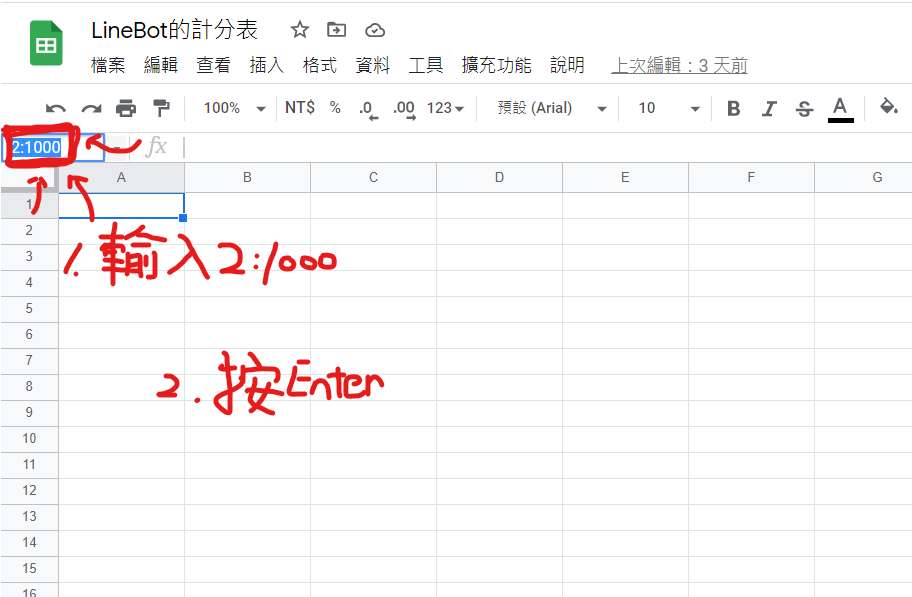 LineBot的計分表
檔案 編輯 查看 插入 格式 資料 工具 擴充功能 說明 上次編輯：3 天前
100% NT$ % .0 .00 123 預設 (Arial) 10 B I S A
2:1000 fx
A B C D E F G
1
2
1. 輸入2:1000
3
4
5
6
7
2. 按Enter
8
9
10
11
12
13
14
15
16